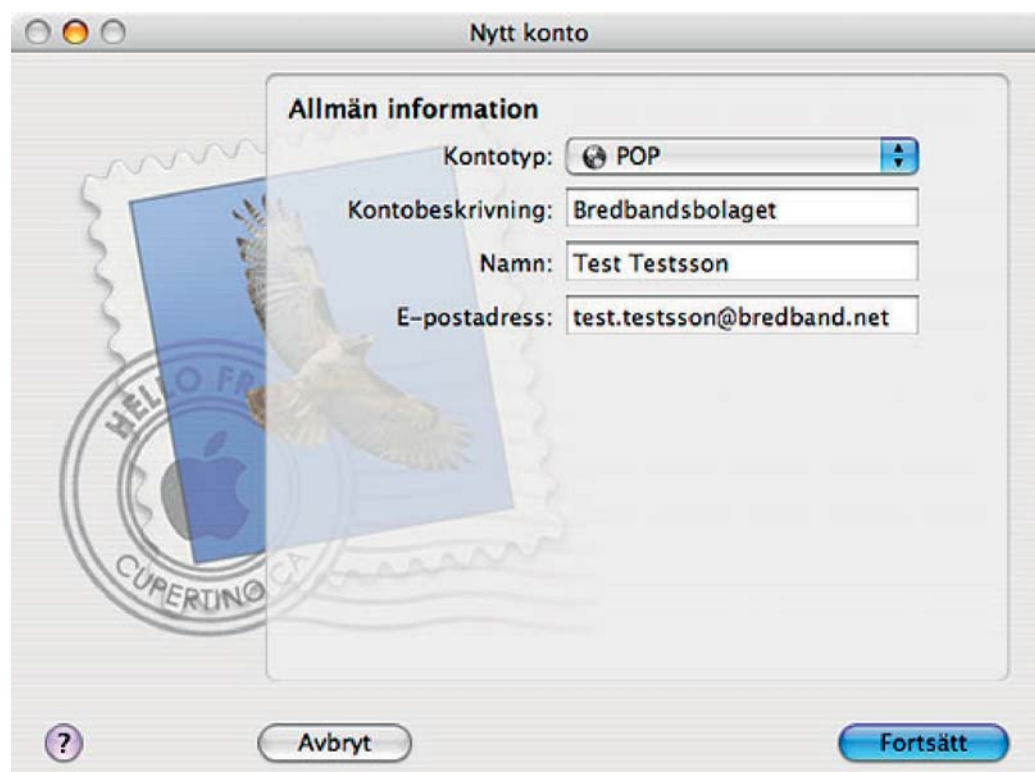 Nytt konto
Allmän information
Kontotyp: POP
Kontobeskrivning: Bredbandsbolaget
Namn: Test Testsson
E-postadress: test.testsson@bredband.net
HELLO FR
CUPERTINO CA
?
Avbryt
Fortsätt